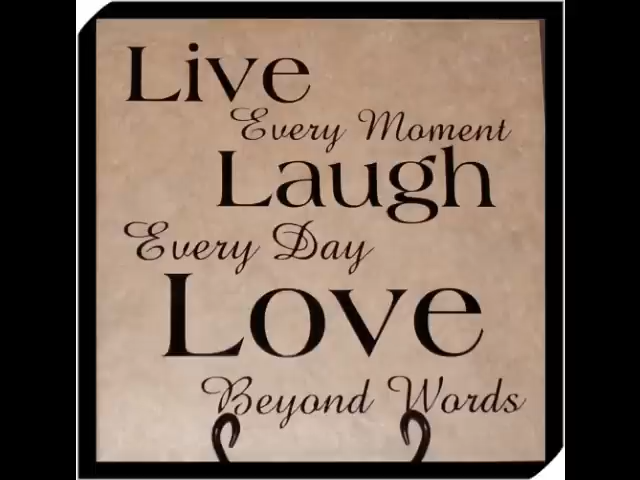 Live
Every Moment
Laugh
Every Day
Love
Beyond Words